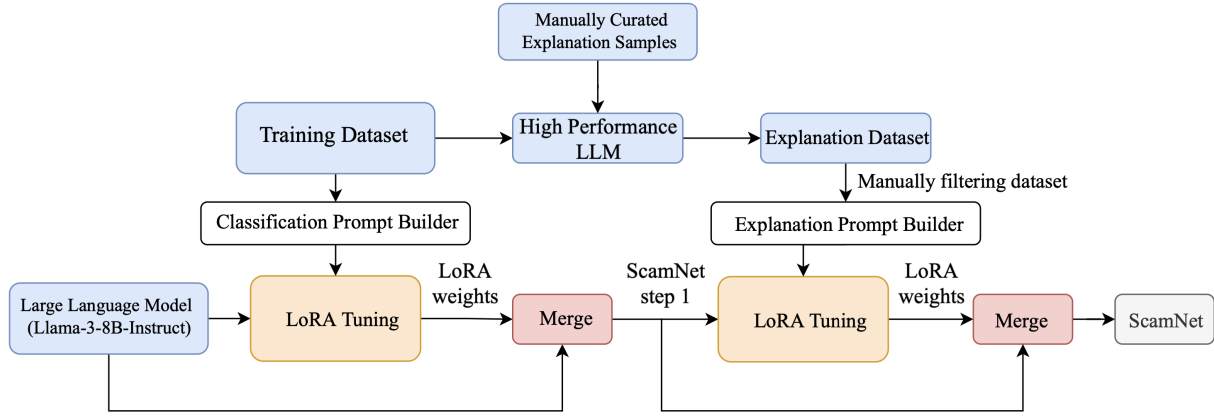 Manually Curated
Explanation Samples
Training Dataset
High Performance
LLM
Explanation Dataset
Manually filtering dataset
Classification Prompt Builder
Explanation Prompt Builder
Large Language Model
(Llama-3-8B-Instruct)
LoRA Tuning
LoRA
weights
Merge
ScamNet
step 1
LoRA Tuning
LoRA
weights
Merge
ScamNet